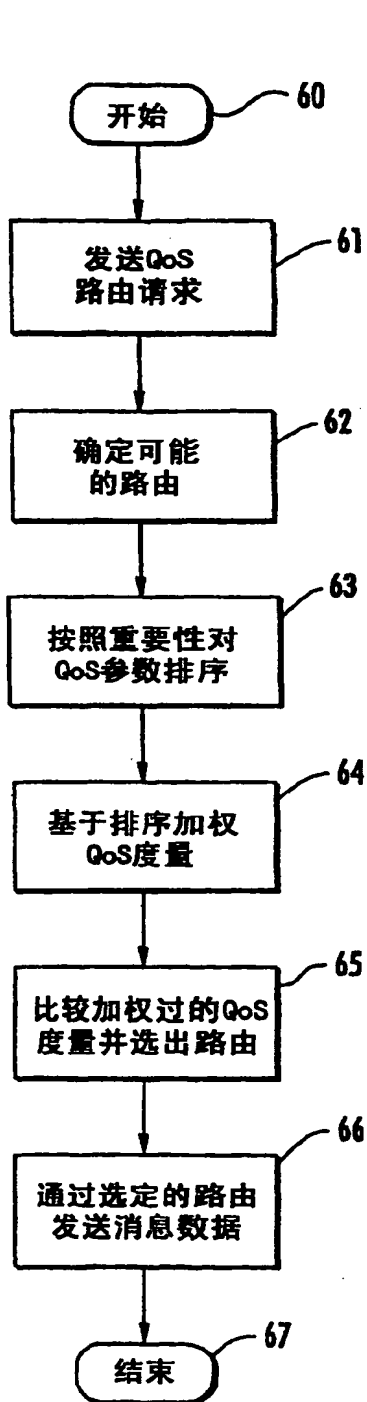 开始
60
发送QoS
路由请求
61
确定可能
的路由
62
按照重要性对
QoS参数排序
63
基于排序加权
QoS度量
64
比较加权过的QoS
度量并选出路由
65
通过选定的路由
发送消息数据
66
结束
67